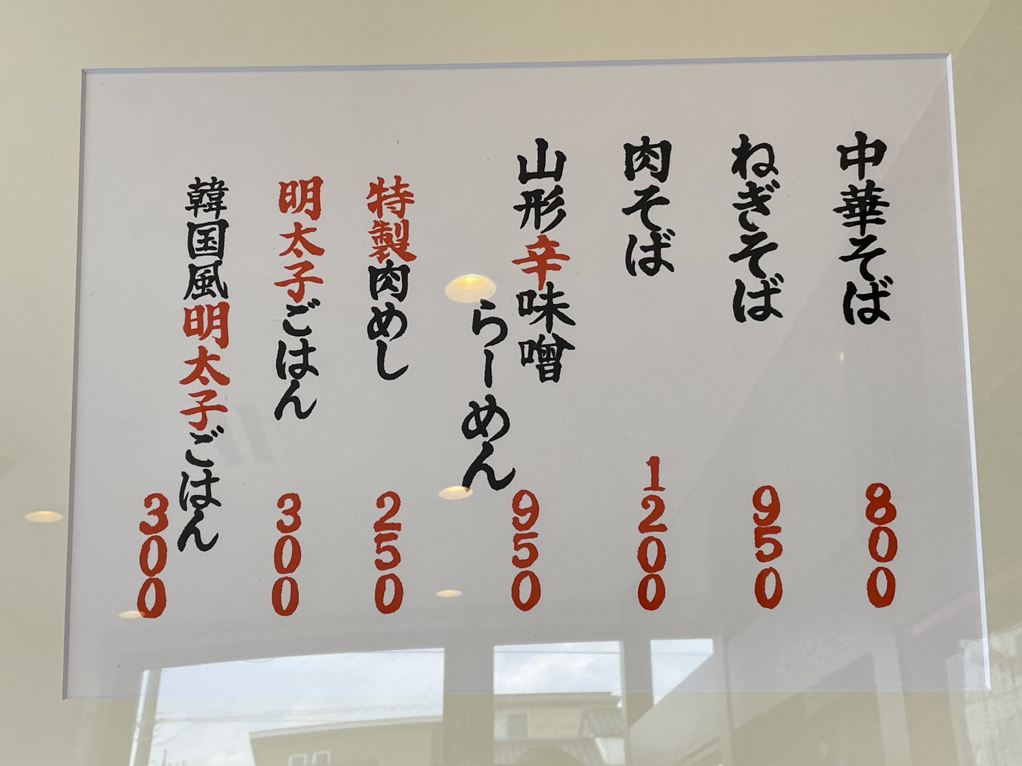 中華そば
800
ねぎそば
950
肉そば
1200
山形辛味噌
らーめん
950
特製肉めし
250
明太子ごはん
300
韓国風明太子ごはん
300